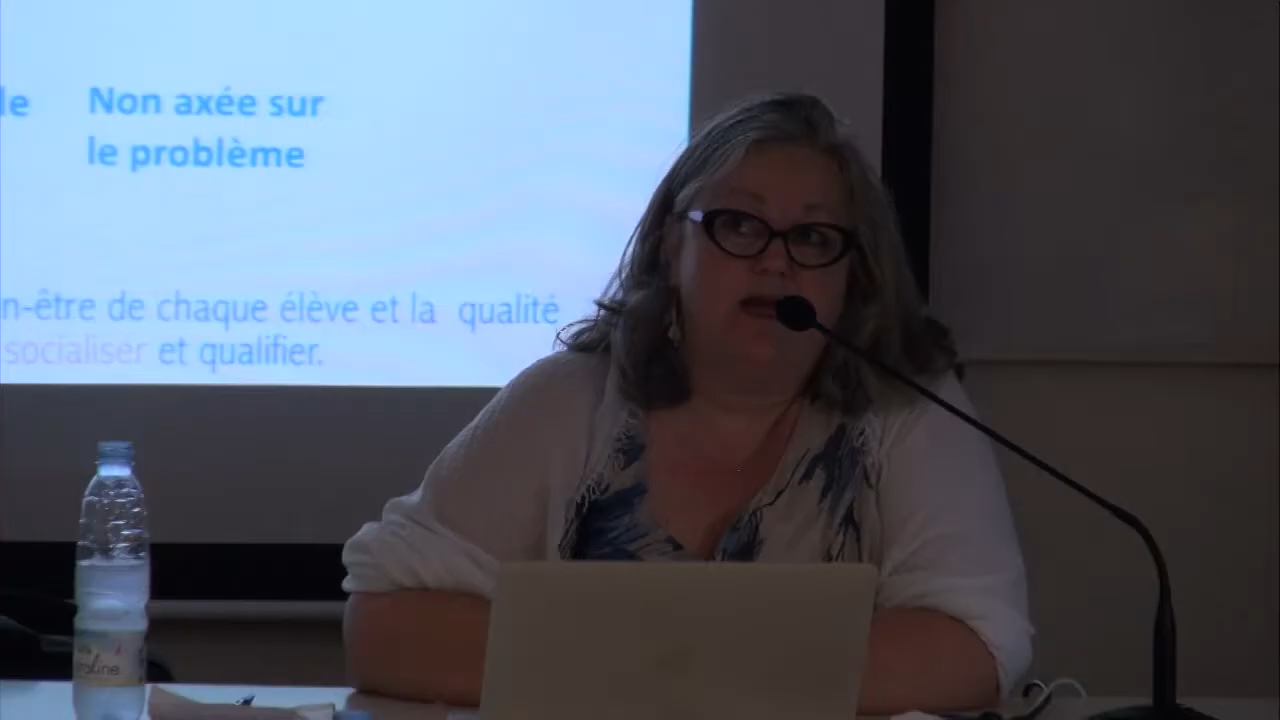 le Non axée sur
le problème
n-être de chaque élève et la qualité
socialiser et qualifier.